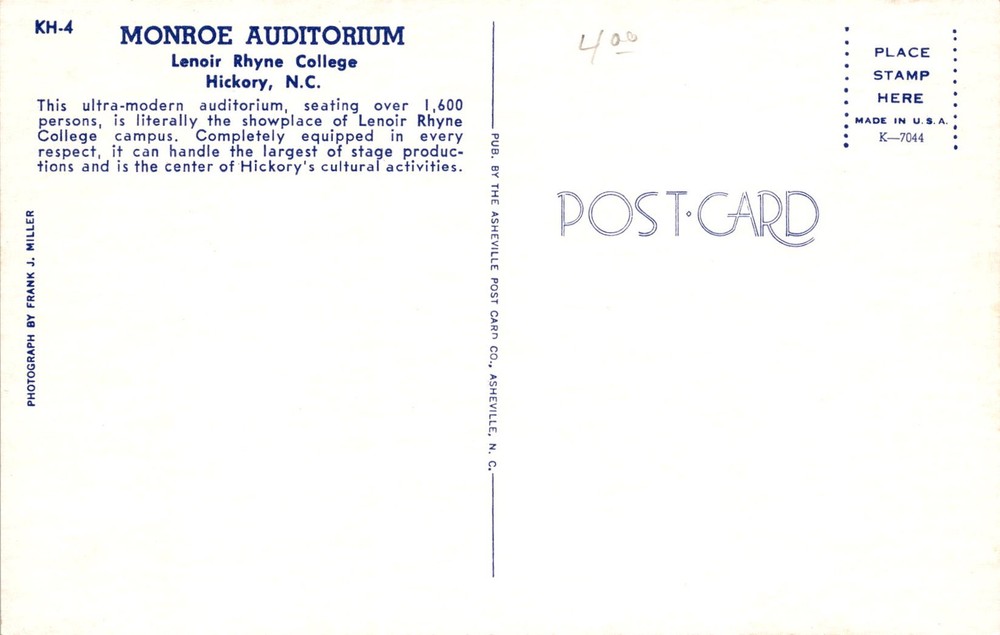 KH-4
MONROE AUDITORIUM
Lenoir Rhyne College
Hickory, N.C.
This ultra-modern auditorium, seating over 1,600
persons, is literally the showplace of Lenoir Rhyne
College campus. Completely equipped in every
respect, it can handle the largest of stage produc-
tions and is the center of Hickory's cultural activities.
PHOTOGRAPH BY FRANK J. MILLER
PUB. BY THE ASHEVILLE POST CARD CO., ASHEVILLE, N. C.
4 00
PLACE
STAMP
HERE
MADE IN U.S.A.
K—7044
POST·CARD